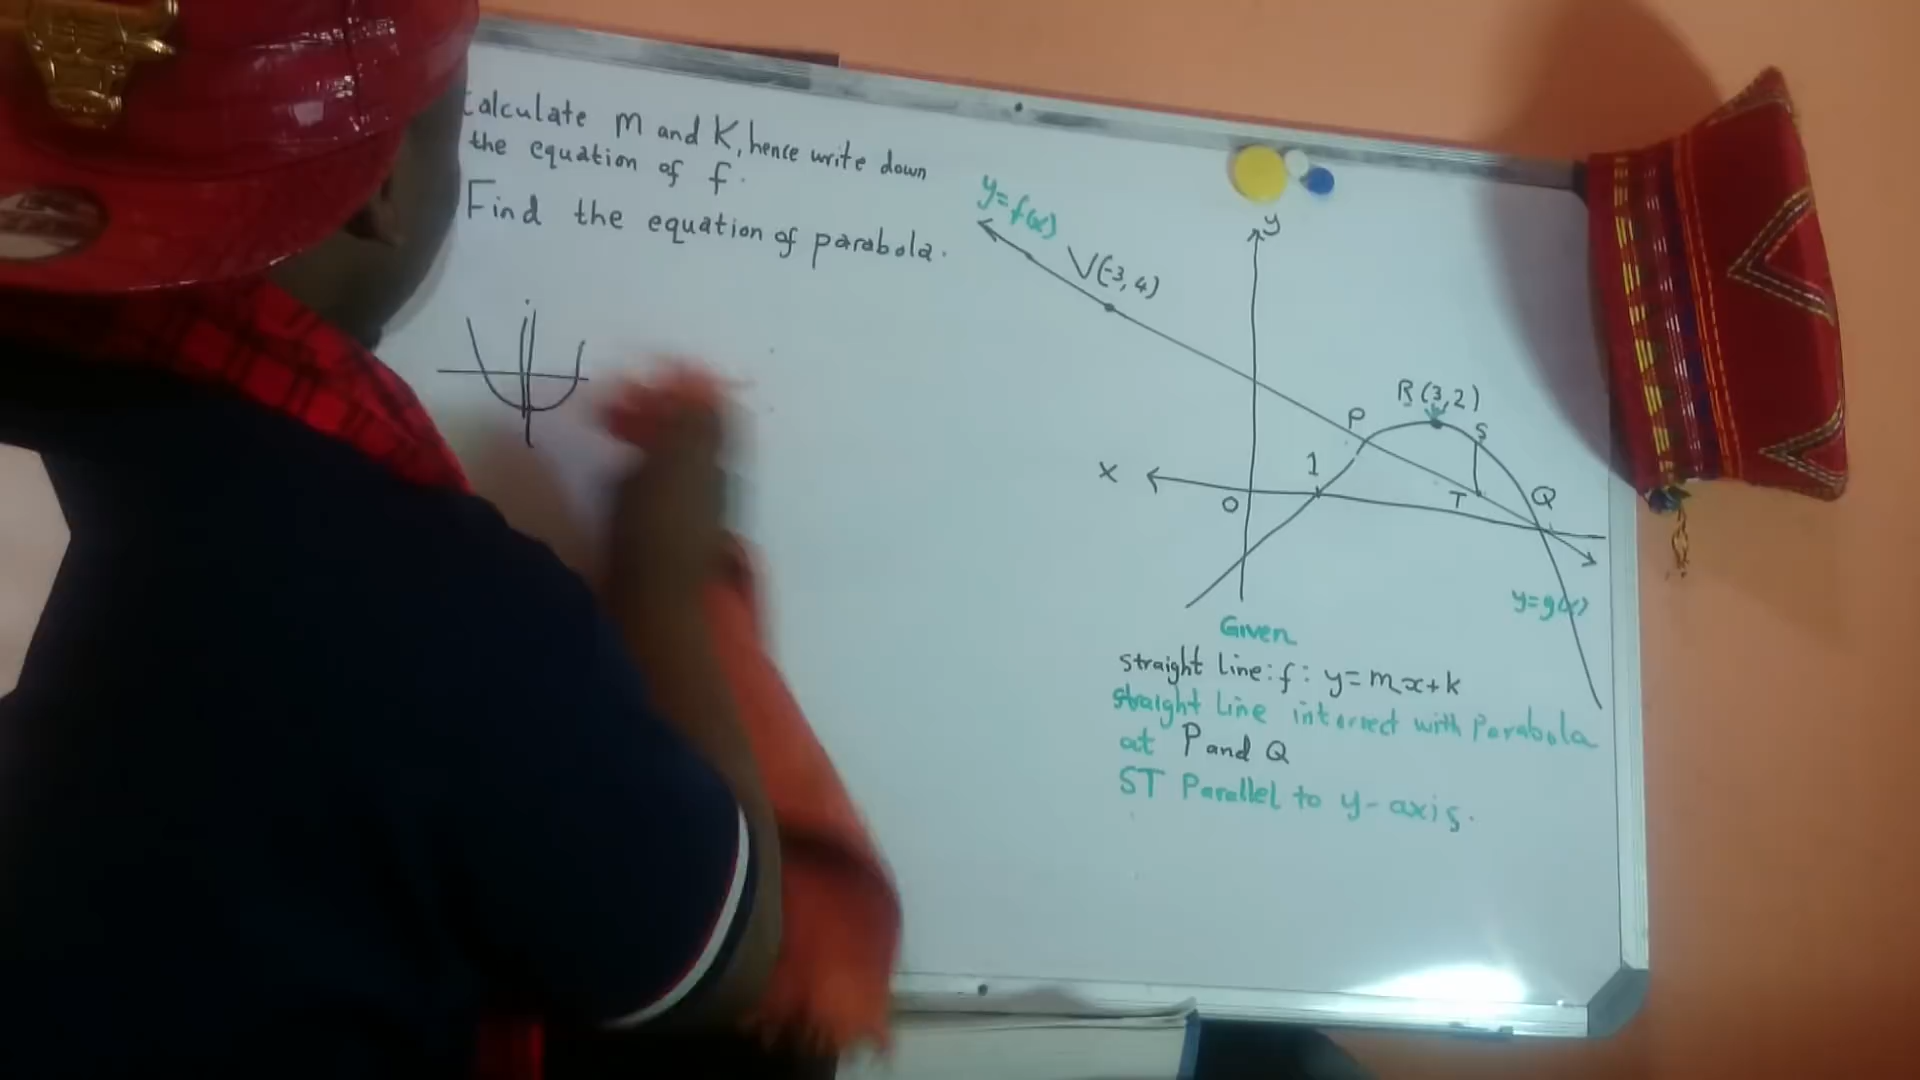 Calculate m and K, hence write down
the equation of f.
Find the equation of parabola.
y=f(x)
V(-3,4)
y
R(3,2)
P
S
1
x
O
T
Q
y=g(x)
Given
straight line: f: y=mx+k
straight Line intersect with Parabola
at P and Q
ST Parallel to y-axis.